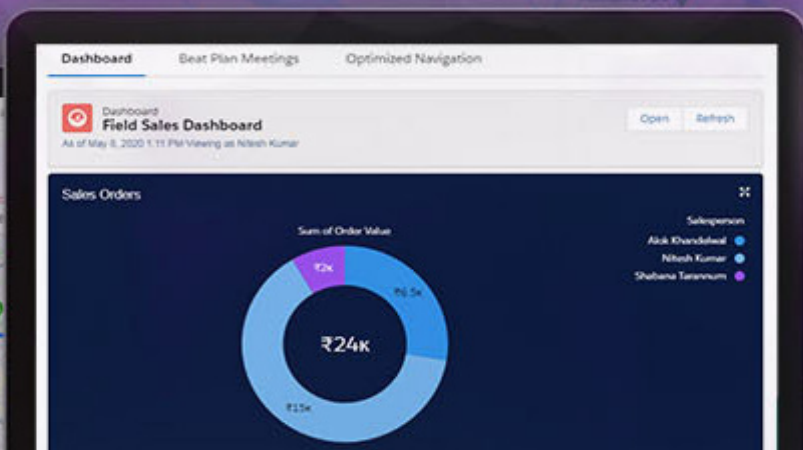 Dashboard Beat Plan Meetings Optimized Navigation
Dashboard
Field Sales Dashboard
Open Refresh
As of May 8, 2020 1.11 PM Viewing as Nitesh Kumar
Sales Orders
Sum of Order Value
Salesperson
Alok Khandelwal
Nitesh Kumar
Shabana Tarannum
₹2K
₹6.5K
₹24K
₹15K